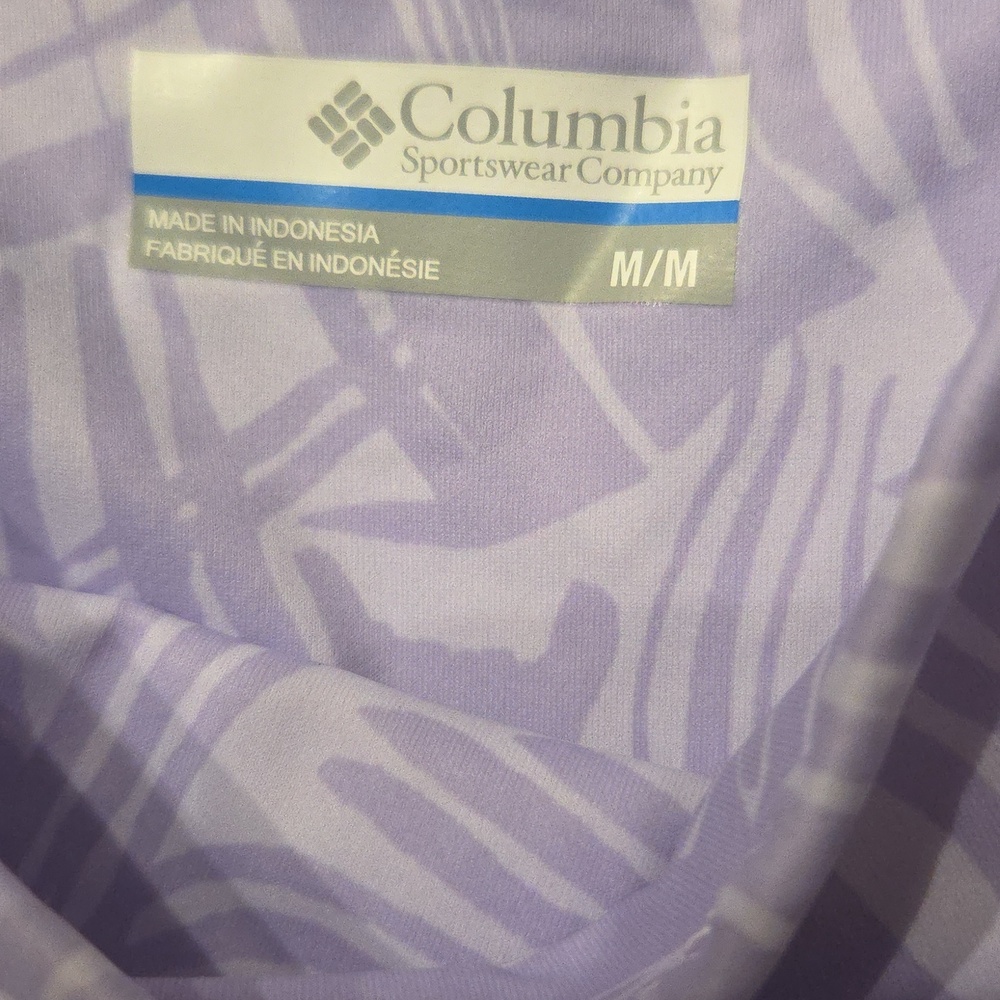 Columbia
Sportswear Company
MADE IN INDONESIA
FABRIQUÉ EN INDONÉSIE
M/M